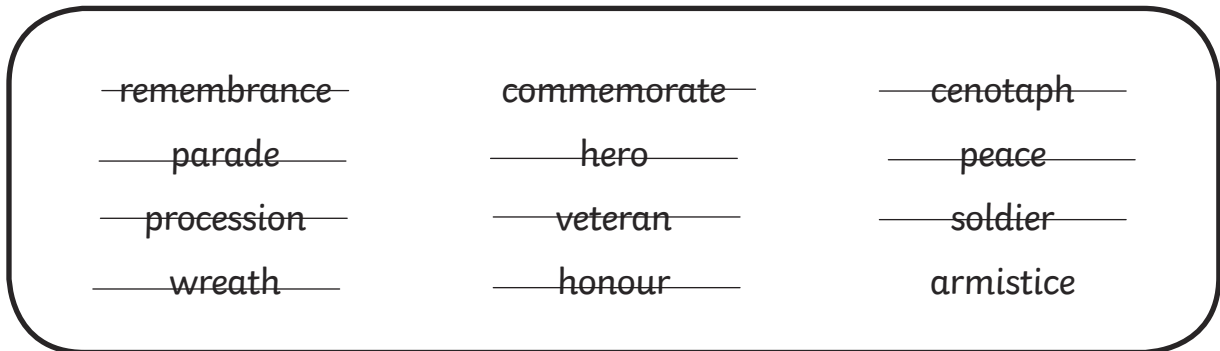 remembrance commemorate cenotaph
parade hero peace
procession veteran soldier
wreath honour armistice